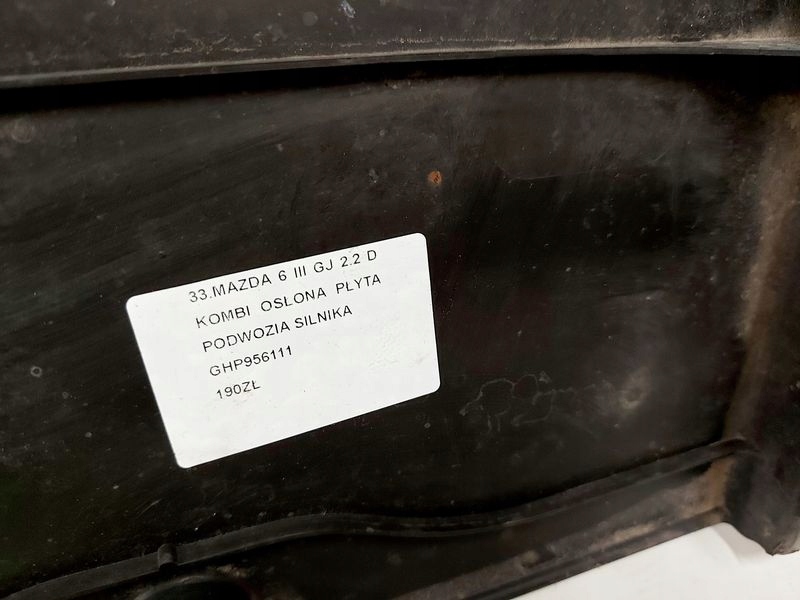 33.MAZDA 6 III GJ 2.2 D
KOMBI OSŁONA PŁYTA
PODWOZIA SILNIKA
GHP956111
190ZŁ